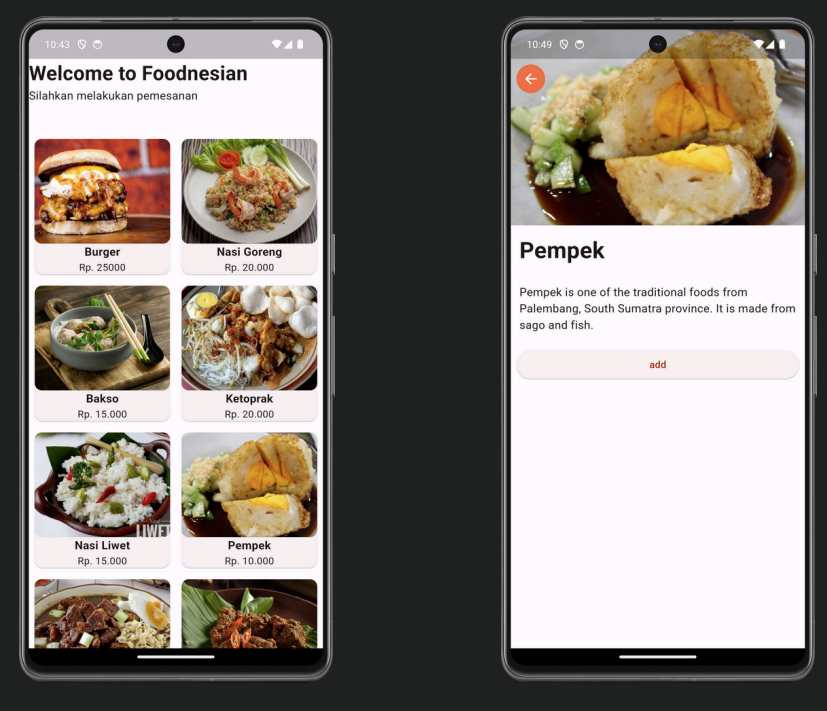 10:43
Welcome to Foodnesian
Silahkan melakukan pemesanan
Burger
Rp. 25000
Nasi Goreng
Rp. 20.000
Bakso
Rp. 15.000
Ketoprak
Rp. 20.000
LIWET
Nasi Liwet
Rp. 15.000
Pempek
Rp. 10.000
10:49
Pempek
Pempek is one of the traditional foods from
Palembang, South Sumatra province. It is made from
sago and fish.
add